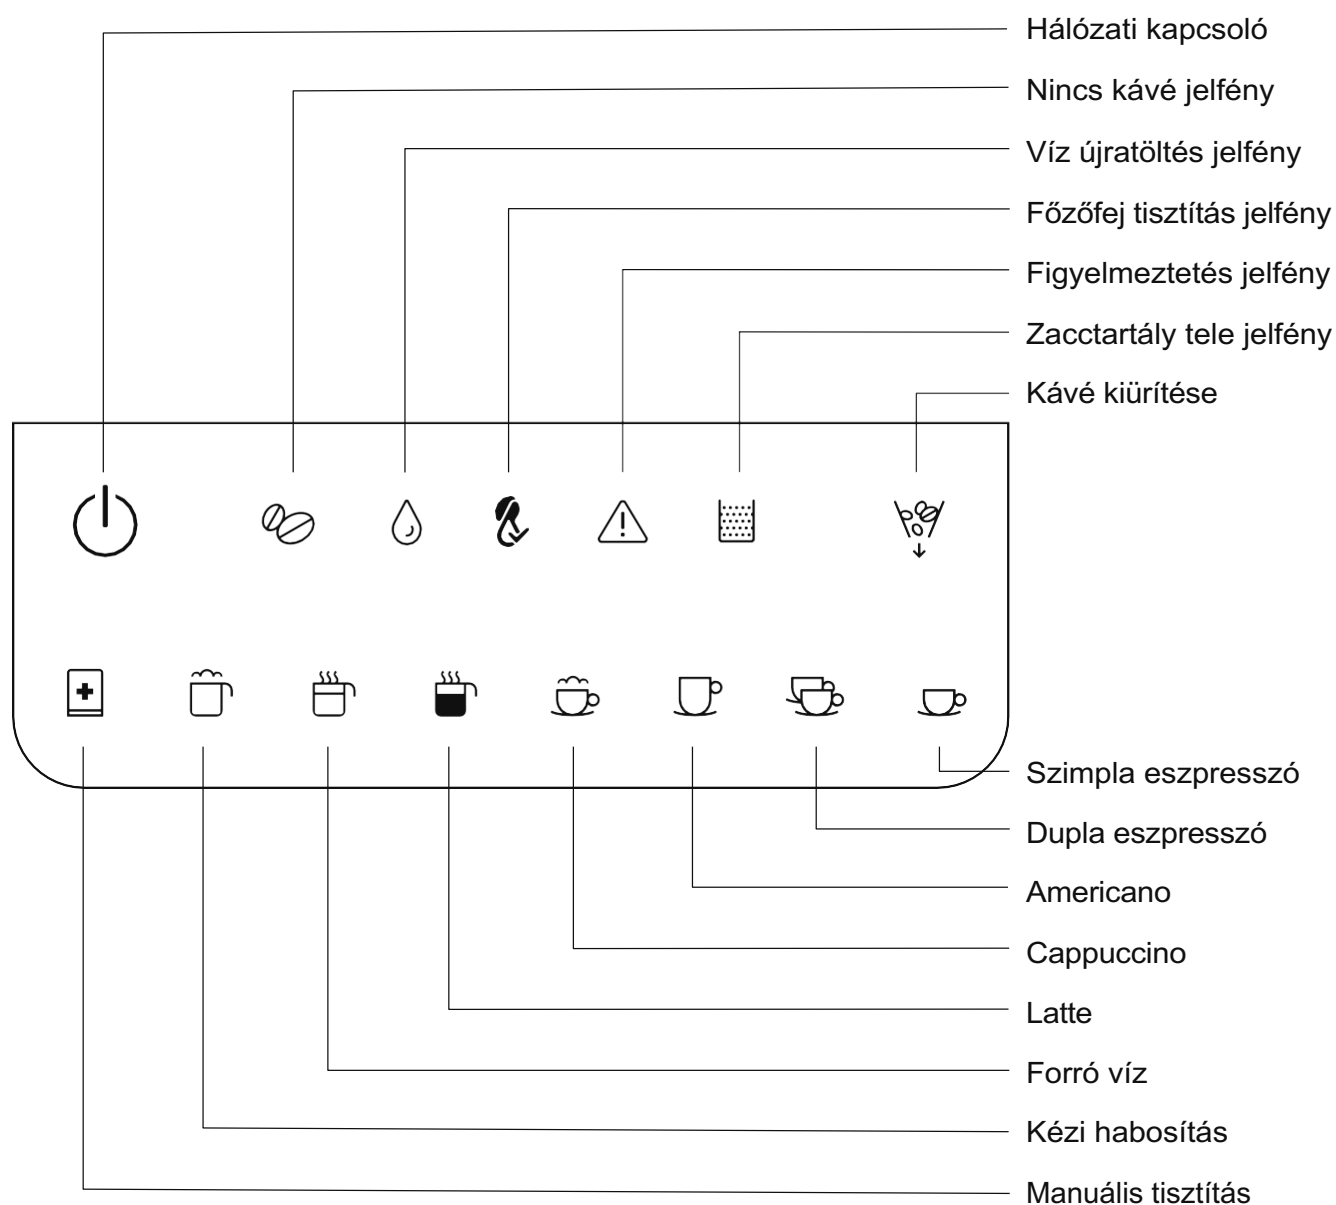 Hálózati kapcsoló
Nincs kávé jelfény
Víz újratöltés jelfény
Főzőfej tisztítás jelfény
Figyelmeztetés jelfény
Zacctartály tele jelfény
Kávé kiürítése
Szimpla eszpresszó
Dupla eszpresszó
Americano
Cappuccino
Latte
Forró víz
Kézi habosítás
Manuális tisztítás